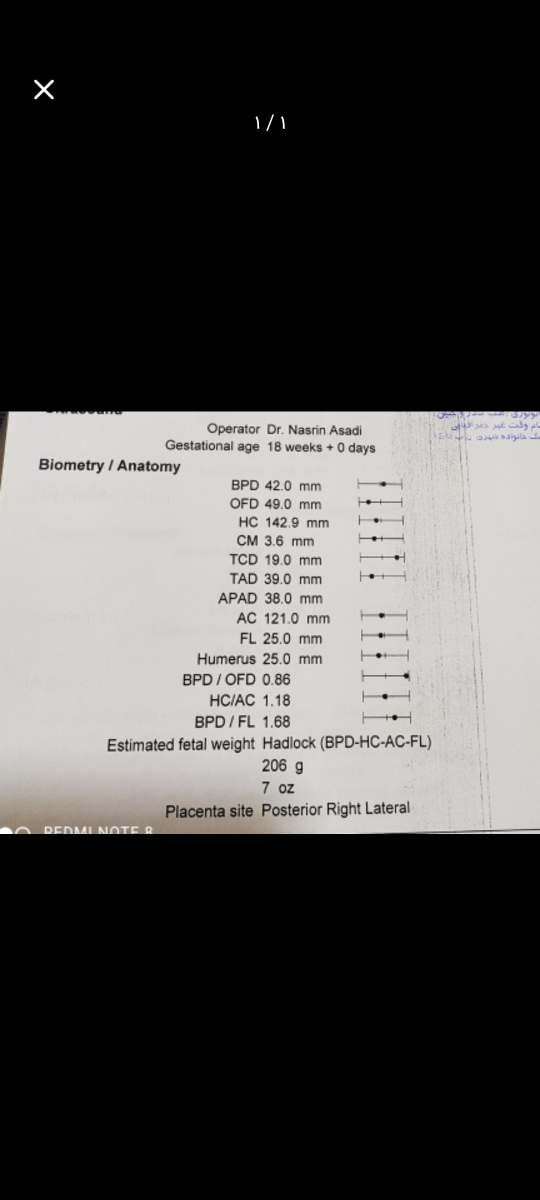 ۱/۱
Ultrasound
Operator Dr. Nasrin Asadi
Gestational age 18 weeks + 0 days
Biometry / Anatomy
BPD 42.0 mm
OFD 49.0 mm
HC 142.9 mm
CM 3.6 mm
TCD 19.0 mm
TAD 39.0 mm
APAD 38.0 mm
AC 121.0 mm
FL 25.0 mm
Humerus 25.0 mm
BPD / OFD 0.86
HC/AC 1.18
BPD / FL 1.68
Estimated fetal weight Hadlock (BPD-HC-AC-FL)
206 g
7 oz
Placenta site Posterior Right Lateral
REDMI NOTE 8